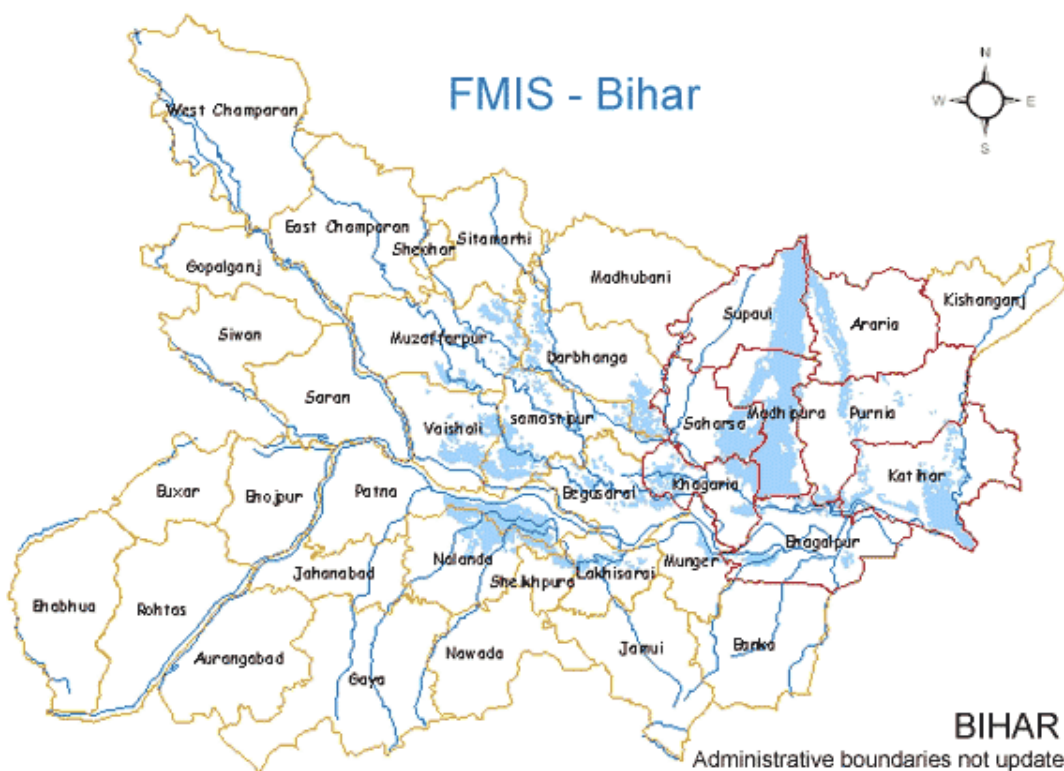 FMIS - Bihar
N
W
E
S
West Champaran
East Champaran
Sheohar
Sitamarhi
Gopalganj
Madhubani
Kishanganj
Supaul
Araria
Siwan
Muzafferpur
Darbhanga
Saran
Vaishali
samastipur
Saharsa
Madhipura
Purnia
Katihar
Buxar
Bhojpur
Patna
Begusarai
Khagaria
Bhagalpur
Nalanda
Munger
Jahanabad
Sheikhpura
Lakhisarai
Bhabhua
Rohtas
Aurangabad
Gaya
Nawada
Jamui
Banka
BIHAR
Administrative boundaries not update